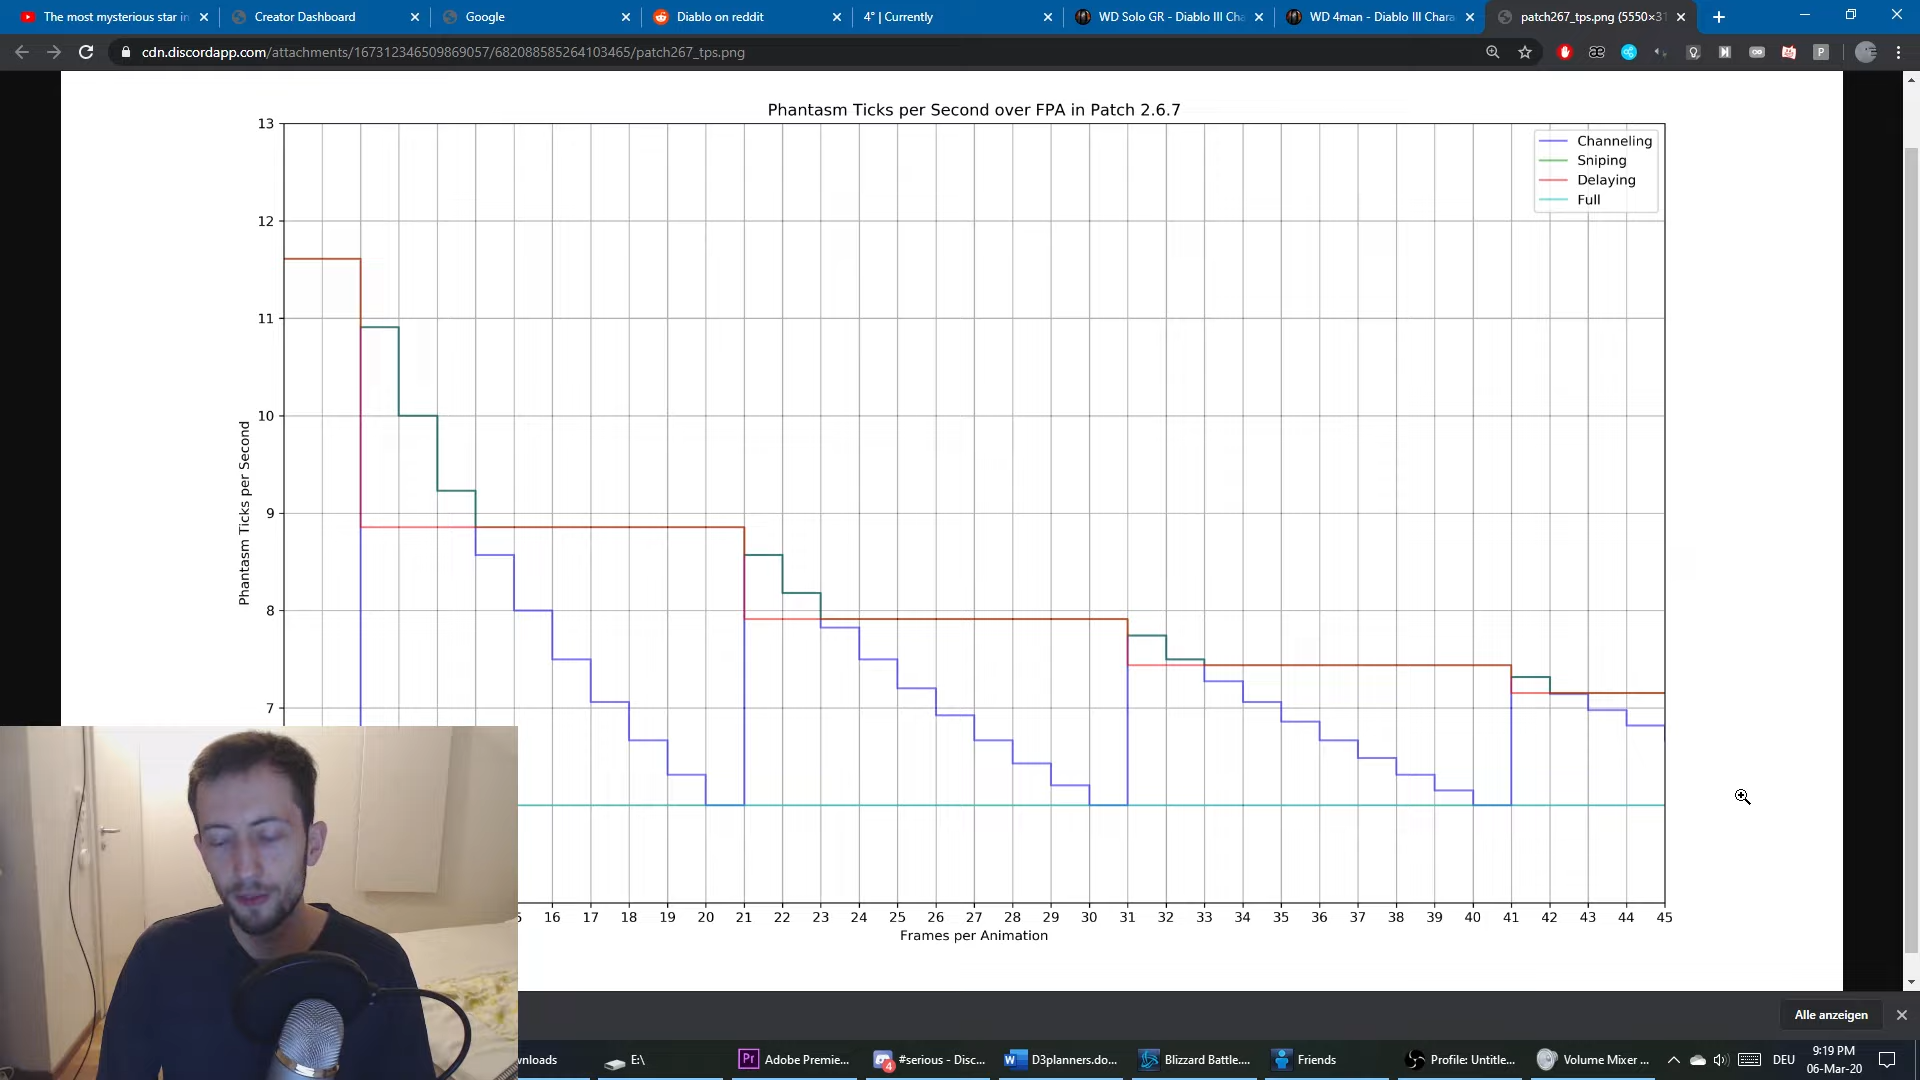 The most mysterious star in
Creator Dashboard
Google
Diablo on reddit
4° | Currently
WD Solo GR - Diablo III Cha
WD 4man - Diablo III Chara
patch267_tps.png (5550×31
cdn.discordapp.com/attachments/167312346509869057/682088585264103465/patch267_tps.png
Phantasm Ticks per Second over FPA in Patch 2.6.7
Channeling
Sniping
Delaying
Full
13
12
11
10
9
8
7
Phantasm Ticks per Second
16 17 18 19 20 21 22 23 24 25 26 27 28 29 30 31 32 33 34 35 36 37 38 39 40 41 42 43 44 45
Frames per Animation
Alle anzeigen
wnloads
E:\
Adobe Premie...
#serious - Disc...
4
D3planners.do...
Blizzard Battle....
Friends
Profile: Untitle...
Volume Mixer ...
DEU
9:19 PM
06-Mar-20